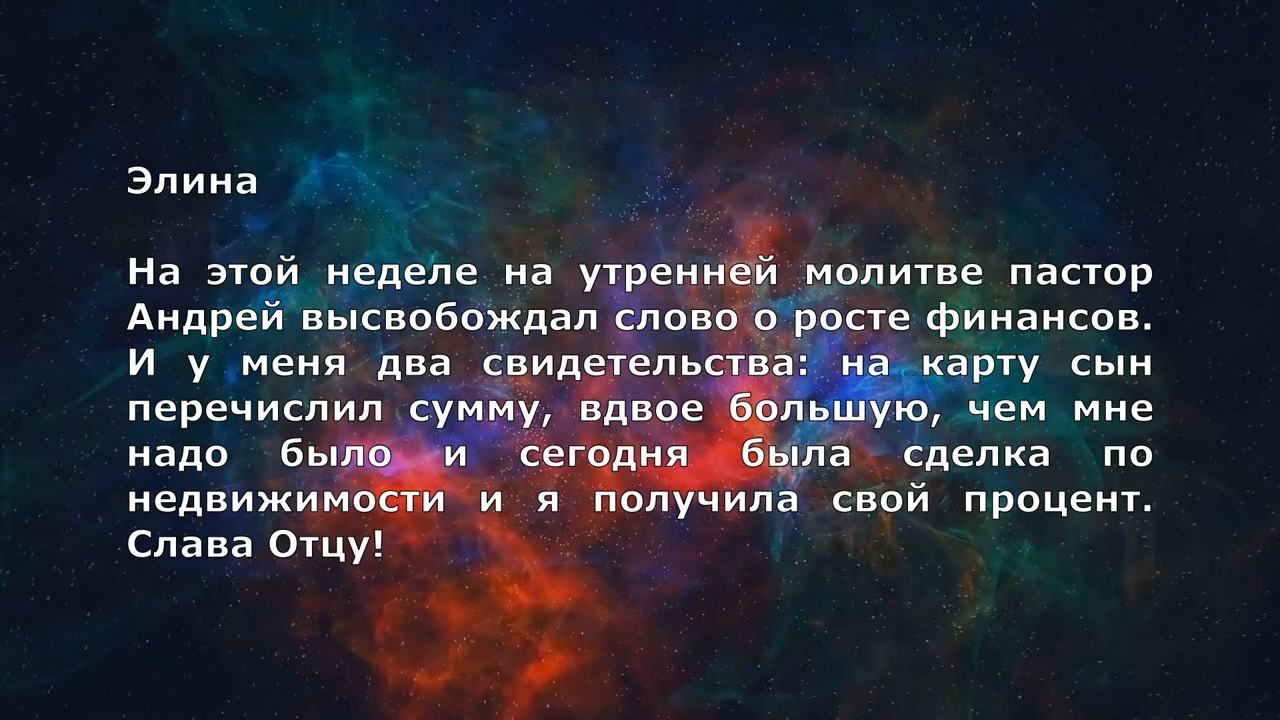 Элина
На этой неделе на утренней молитве пастор
Андрей высвобождал слово о росте финансов.
И у меня два свидетельства: на карту сын
перечислил сумму, вдвое большую, чем мне
надо было и сегодня была сделка по
недвижимости и я получила свой процент.
Слава Отцу!